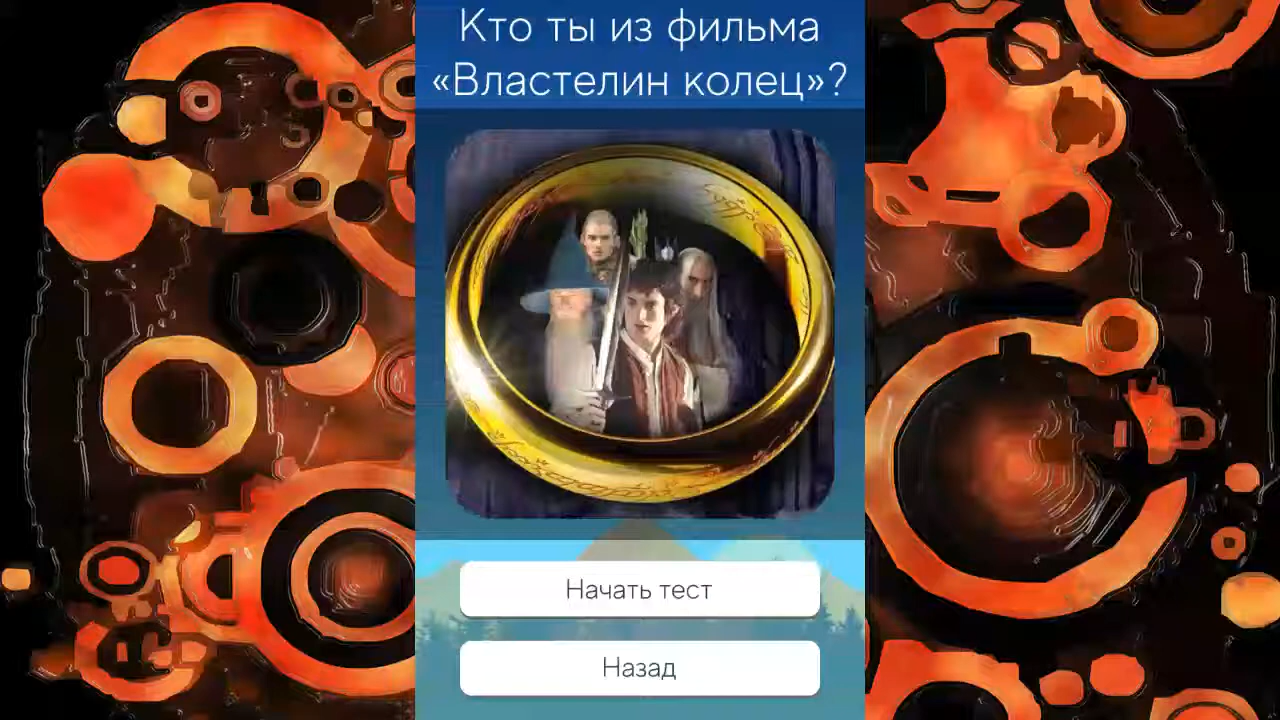 Кто ты из фильма
«Властелин колец»?
Начать тест
Назад